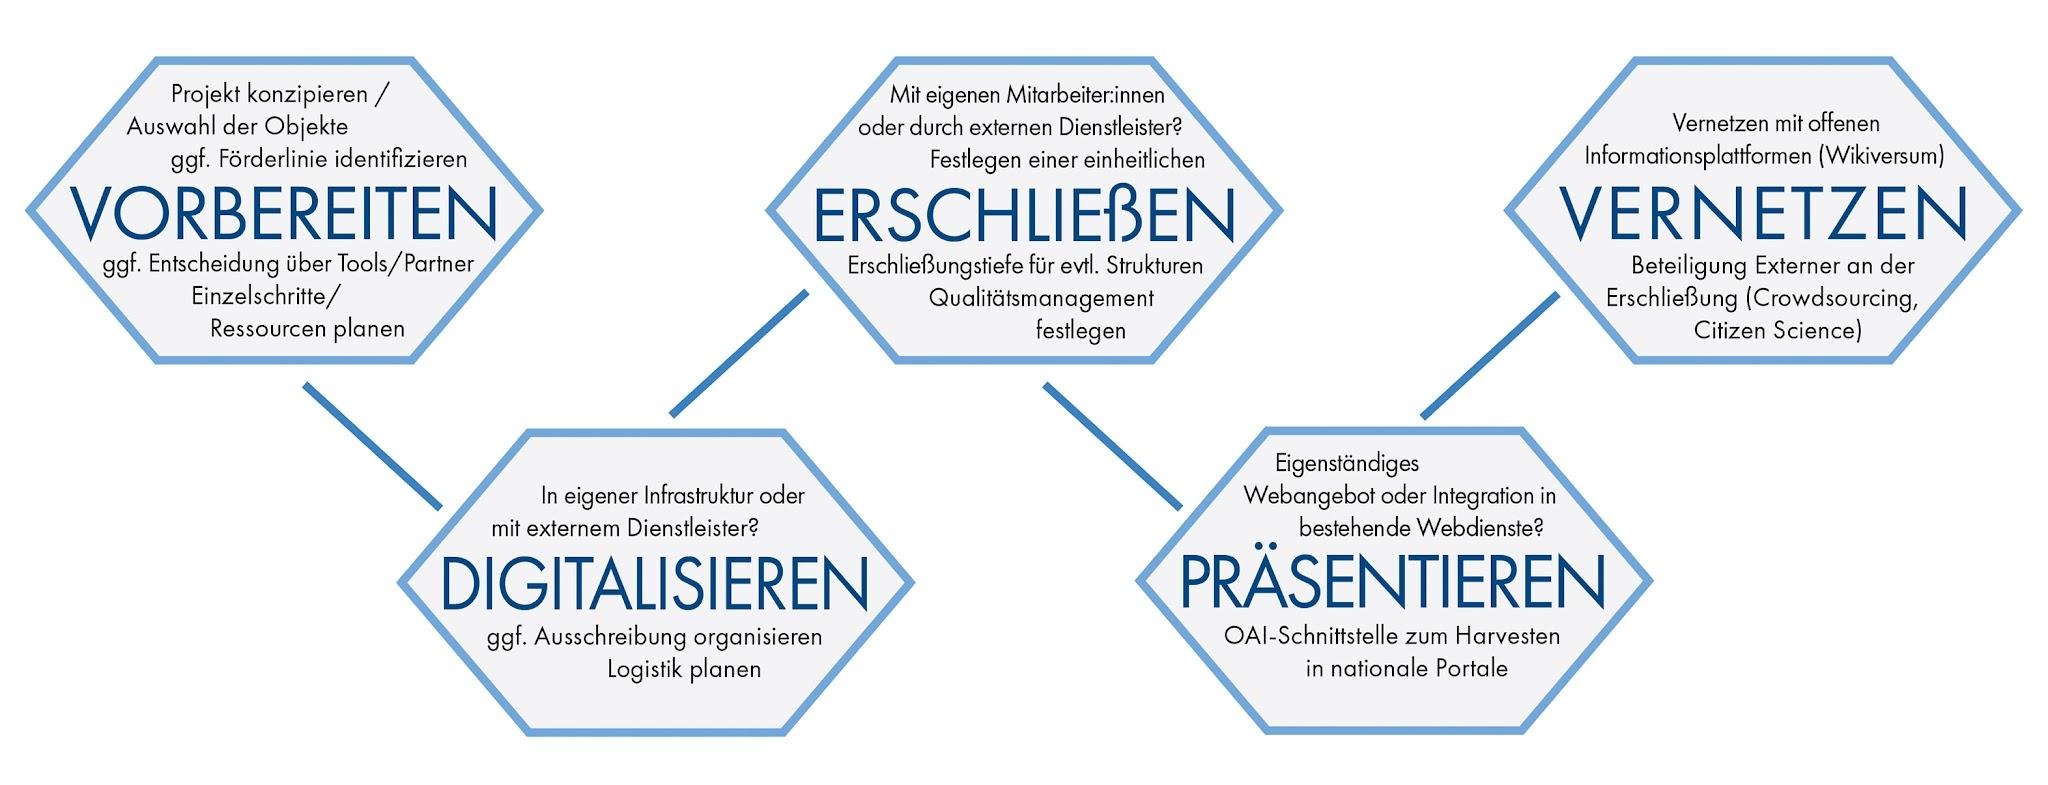 Projekt konzipieren /
Auswahl der Objekte
ggf. Förderlinie identifizieren
VORBEREITEN
ggf. Entscheidung über Tools/Partner
Einzelschritte/
Ressourcen planen
In eigener Infrastruktur oder
mit externem Dienstleister?
DIGITALISIEREN
ggf. Ausschreibung organisieren
Logistik planen
Mit eigenen Mitarbeiter:innen
oder durch externen Dienstleister?
Festlegen einer einheitlichen
ERSCHLIEßEN
Erschließungstiefe für evtl. Strukturen
Qualitätsmanagement
festlegen
Eigenständiges
Webangebot oder Integration in
bestehende Webdienste?
PRÄSENTIEREN
OAI-Schnittstelle zum Harvesten
in nationale Portale
Vernetzen mit offenen
Informationsplattformen (Wikiversum)
VERNETZEN
Beteiligung Externer an der
Erschließung (Crowdsourcing,
Citizen Science)